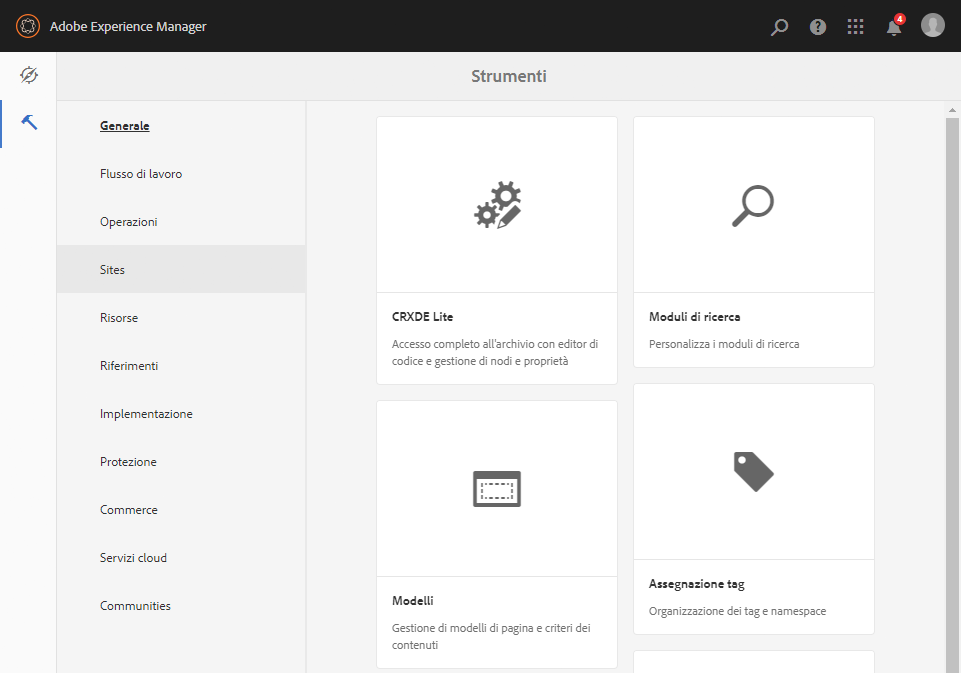 Adobe Experience Manager
4
Strumenti
Generale
Flusso di lavoro
Operazioni
Sites
Risorse
Riferimenti
Implementazione
Protezione
Commerce
Servizi cloud
Communities
CRXDE Lite
Accesso completo all'archivio con editor di
codice e gestione di nodi e proprietà
Moduli di ricerca
Personalizza i moduli di ricerca
Modelli
Gestione di modelli di pagina e criteri dei
contenuti
Assegnazione tag
Organizzazione dei tag e namespace